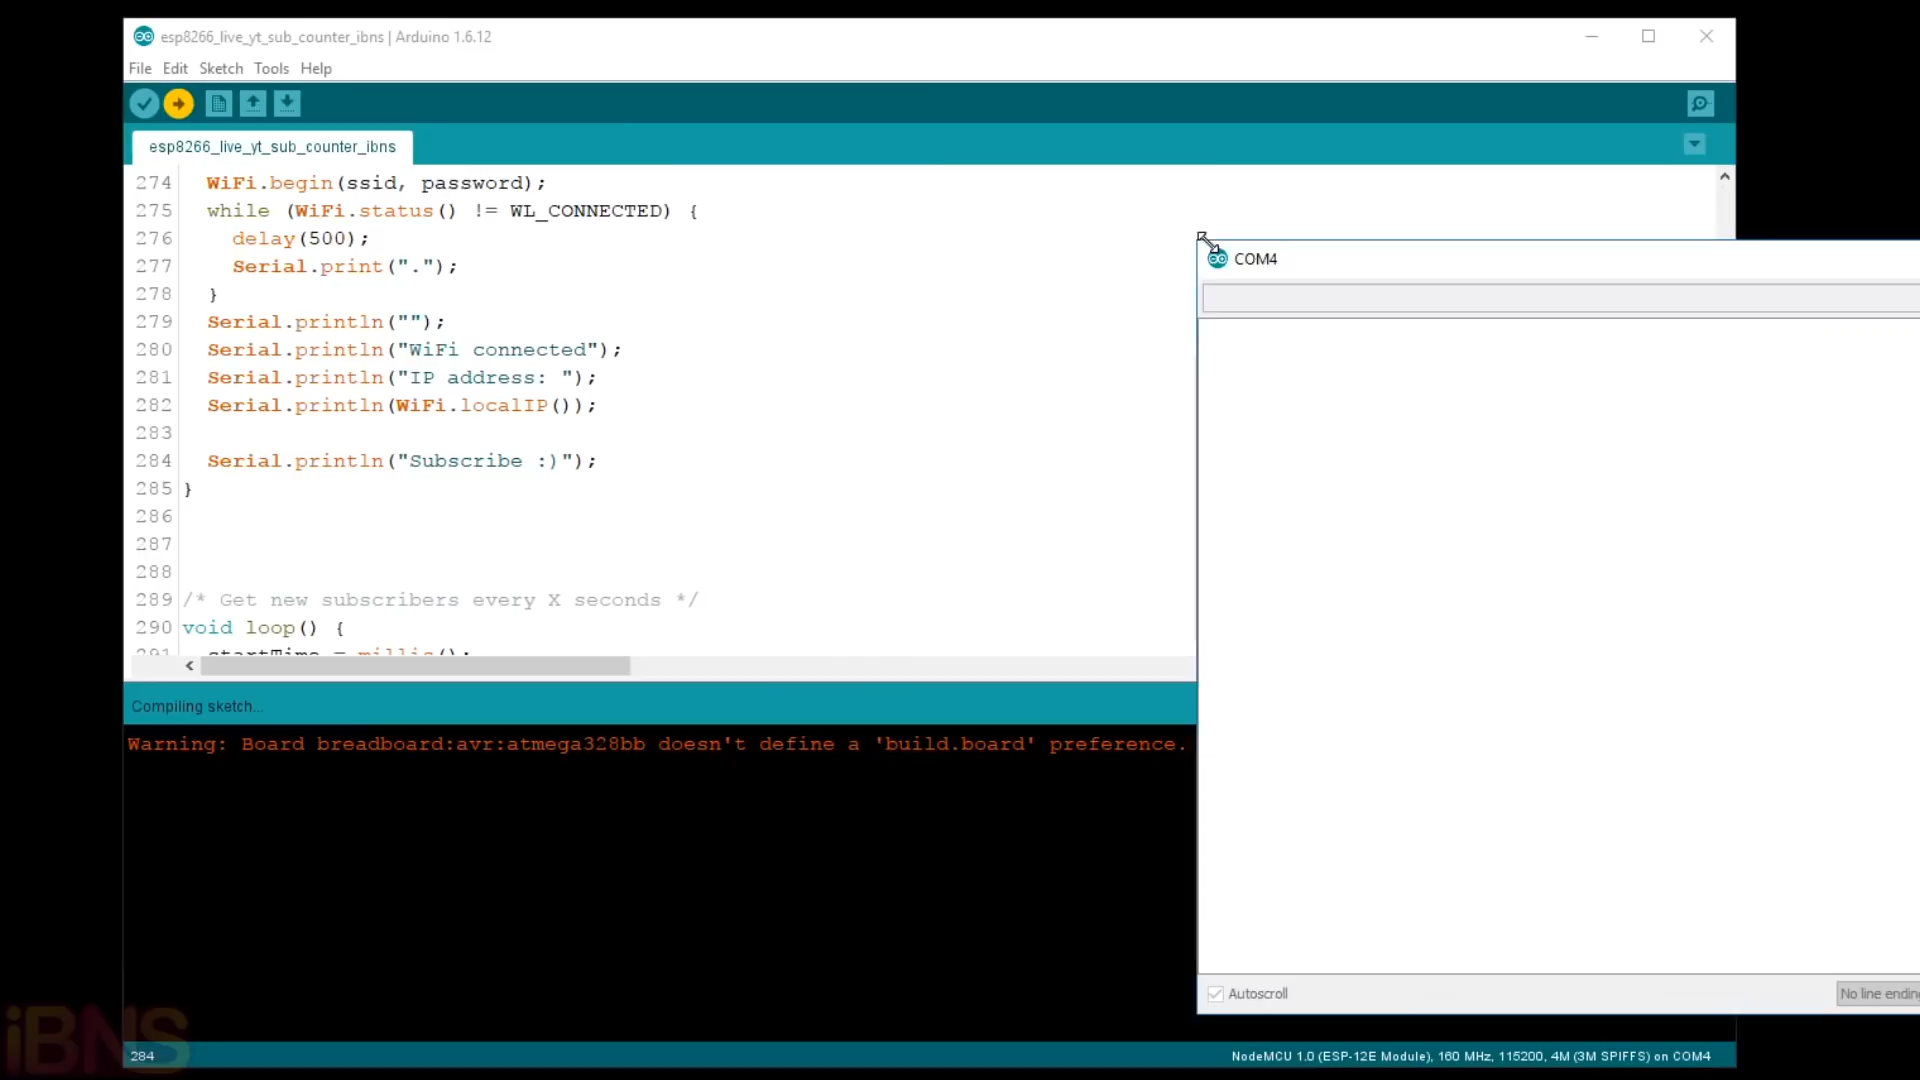 esp8266_live_yt_sub_counter_ibns | Arduino 1.6.12
File Edit Sketch Tools Help
esp8266_live_yt_sub_counter_ibns
274 WiFi.begin(ssid, password);
275 while (WiFi.status() != WL_CONNECTED) {
276 delay(500);
277 Serial.print(".");
278 }
279 Serial.println("");
280 Serial.println("WiFi connected");
281 Serial.println("IP address: ");
282 Serial.println(WiFi.localIP());
283
284 Serial.println("Subscribe :)");
285 }
286
287
288
289 /* Get new subscribers every X seconds */
290 void loop() {
291 startTime = millis();
COM4
Compiling sketch...
Warning: Board breadboard:avr:atmega328bb doesn't define a 'build.board' preference.
Autoscroll
No line ending
iBNS
284
NodeMCU 1.0 (ESP-12E Module), 160 MHz, 115200, 4M (3M SPIFFS) on COM4